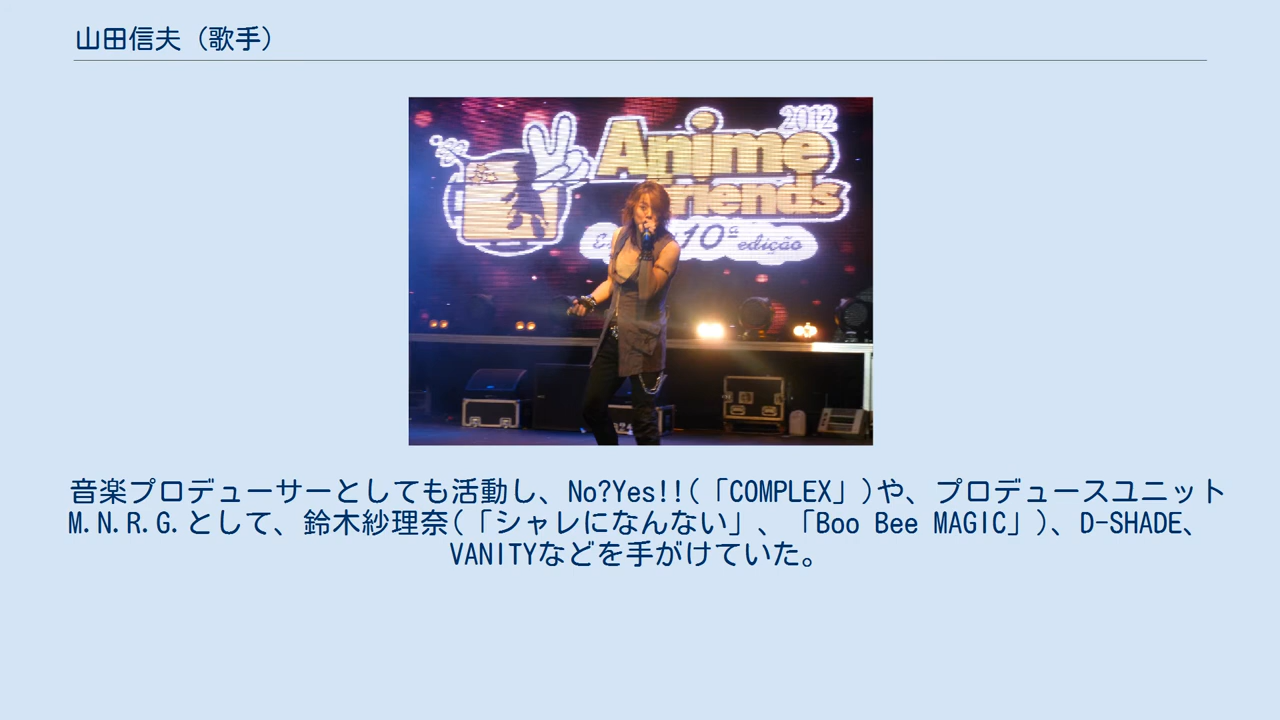 山田信夫（歌手）
2012
Anime
Friends
10ª edição
音楽プロデューサーとしても活動し、No?Yes!!(「COMPLEX」)や、プロデュースユニット
M.N.R.G.として、鈴木紗理奈(「シャレになんない」、「Boo Bee MAGIC」)、D-SHADE、
VANITYなどを手がけていた。